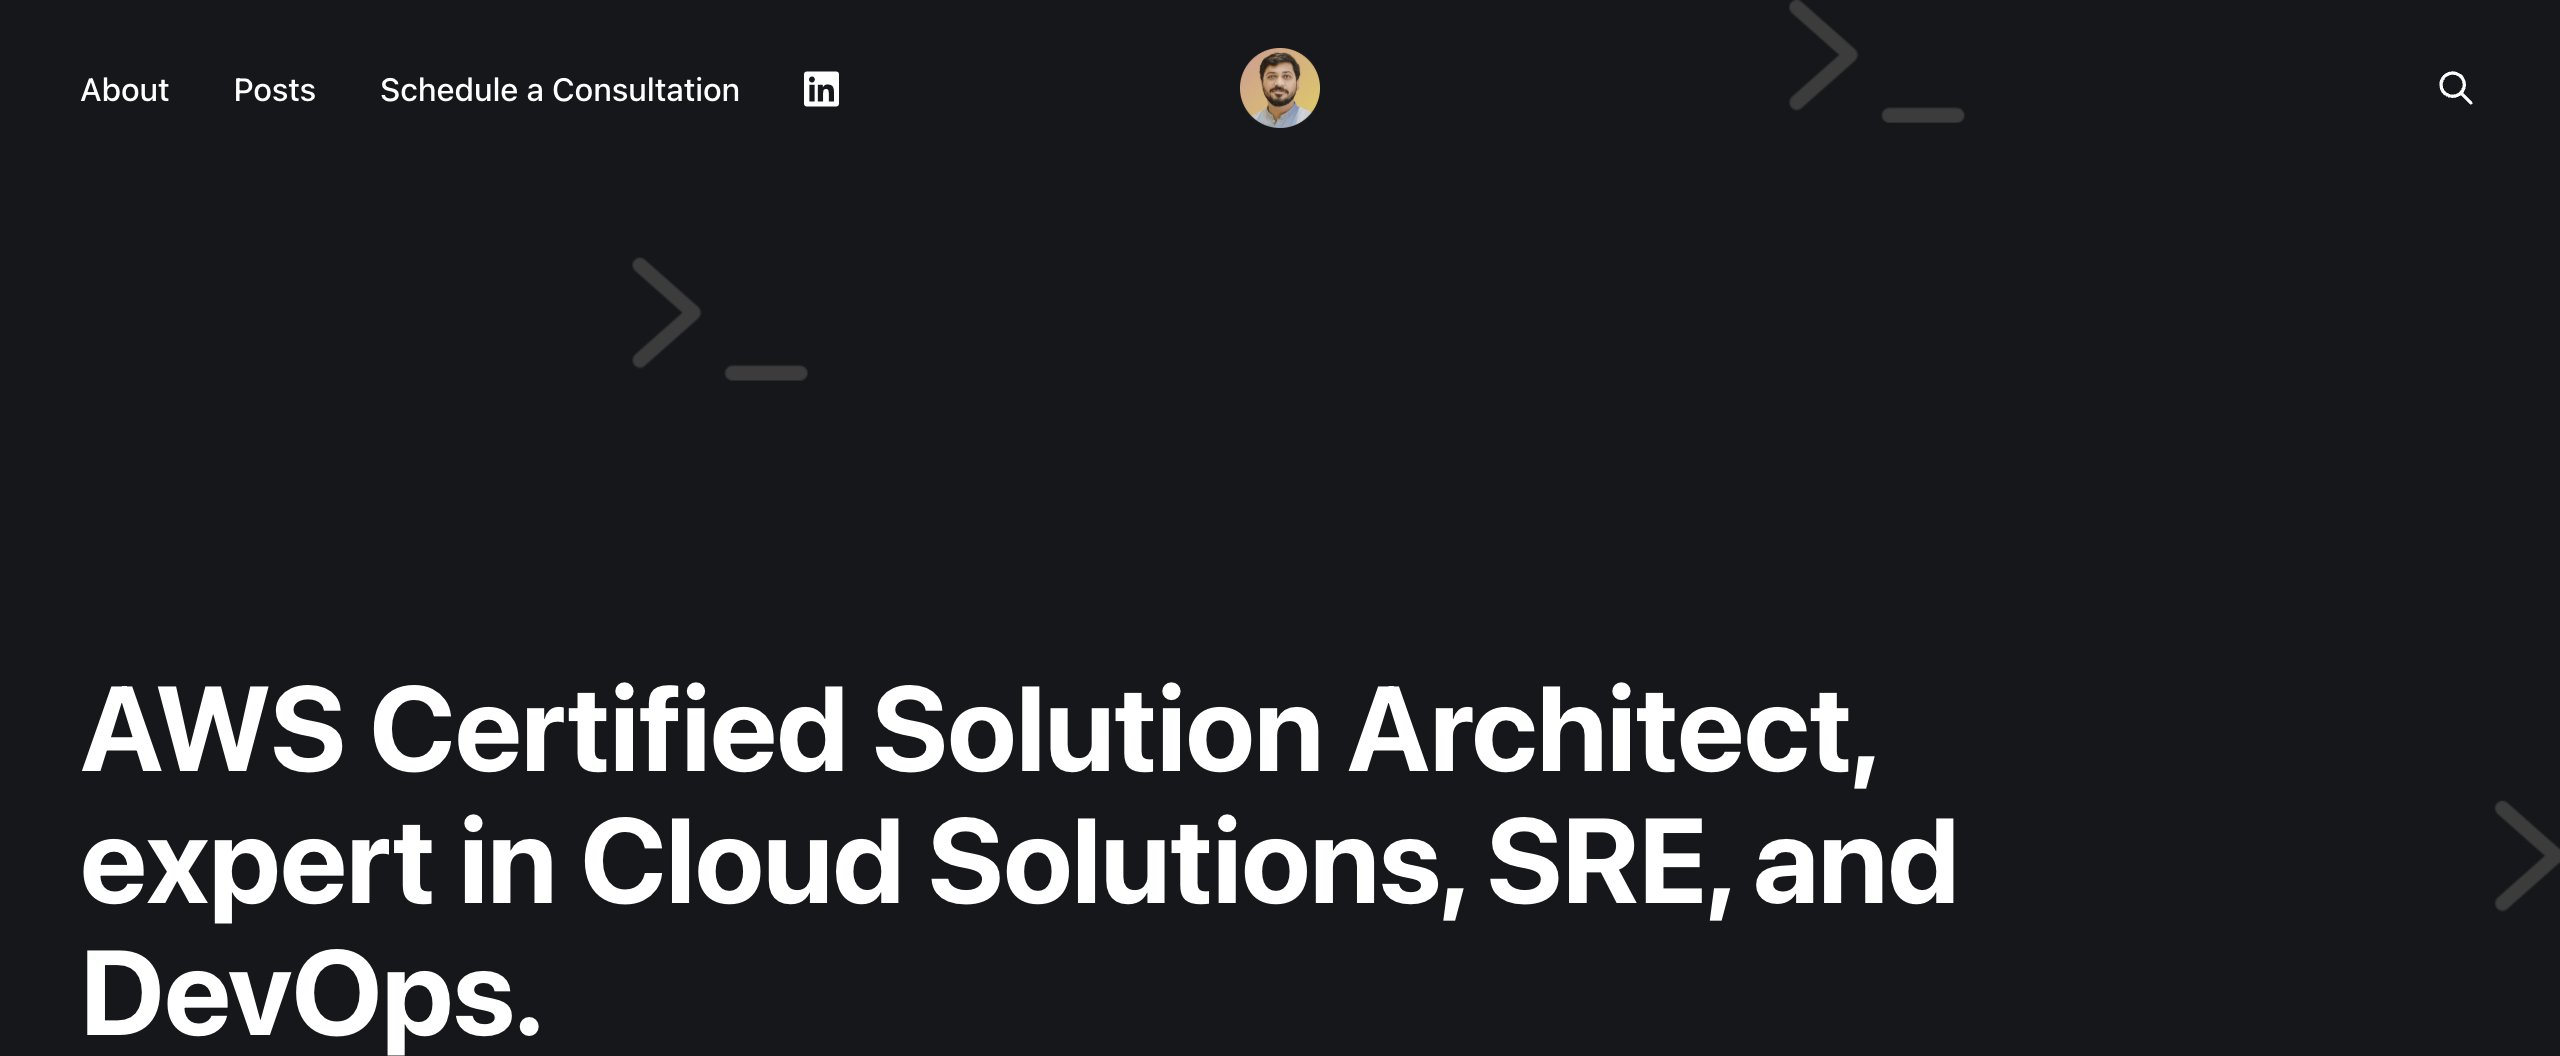 About Posts Schedule a Consultation in
>_
>_
AWS Certified Solution Architect,
expert in Cloud Solutions, SRE, and
DevOps.
>